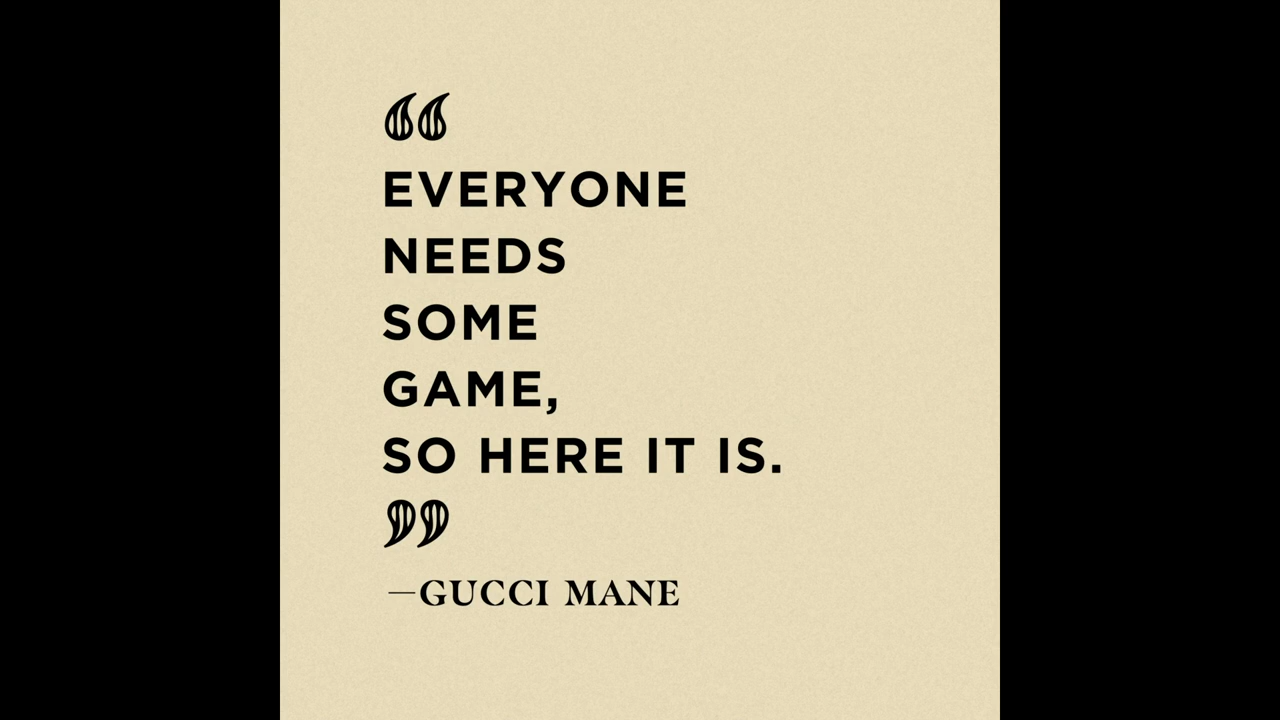 “
EVERYONE
NEEDS
SOME
GAME,
SO HERE IT IS.
”
—GUCCI MANE